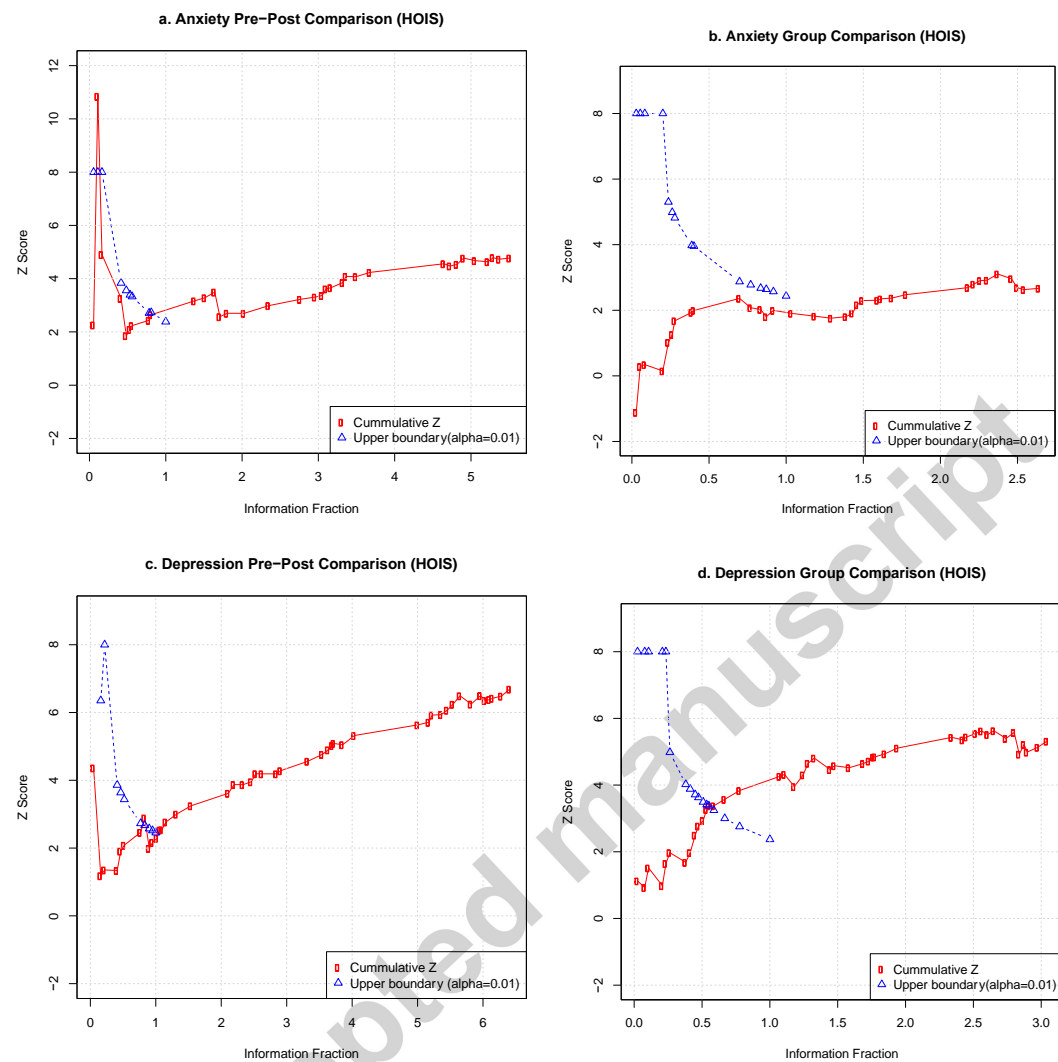 a. Anxiety Pre−Post Comparison (HOIS)
12
10
8
6
4
2
0
−2
Z Score
Cummulative Z
Upper boundary(alpha=0.01)
0 1 2 3 4 5
Information Fraction
b. Anxiety Group Comparison (HOIS)
8
6
4
2
0
−2
Z Score
Cummulative Z
Upper boundary(alpha=0.01)
0.0 0.5 1.0 1.5 2.0 2.5
Information Fraction
c. Depression Pre−Post Comparison (HOIS)
8
6
4
2
0
−2
Z Score
Cummulative Z
Upper boundary (alpha=0.01)
0 1 2 3 4 5 6
Information Fraction
d. Depression Group Comparison (HOIS)
8
6
4
2
0
−2
Z Score
Cummulative Z
Upper boundary(alpha=0.01)
0.0 0.5 1.0 1.5 2.0 2.5 3.0
Information Fraction
pted manuscript